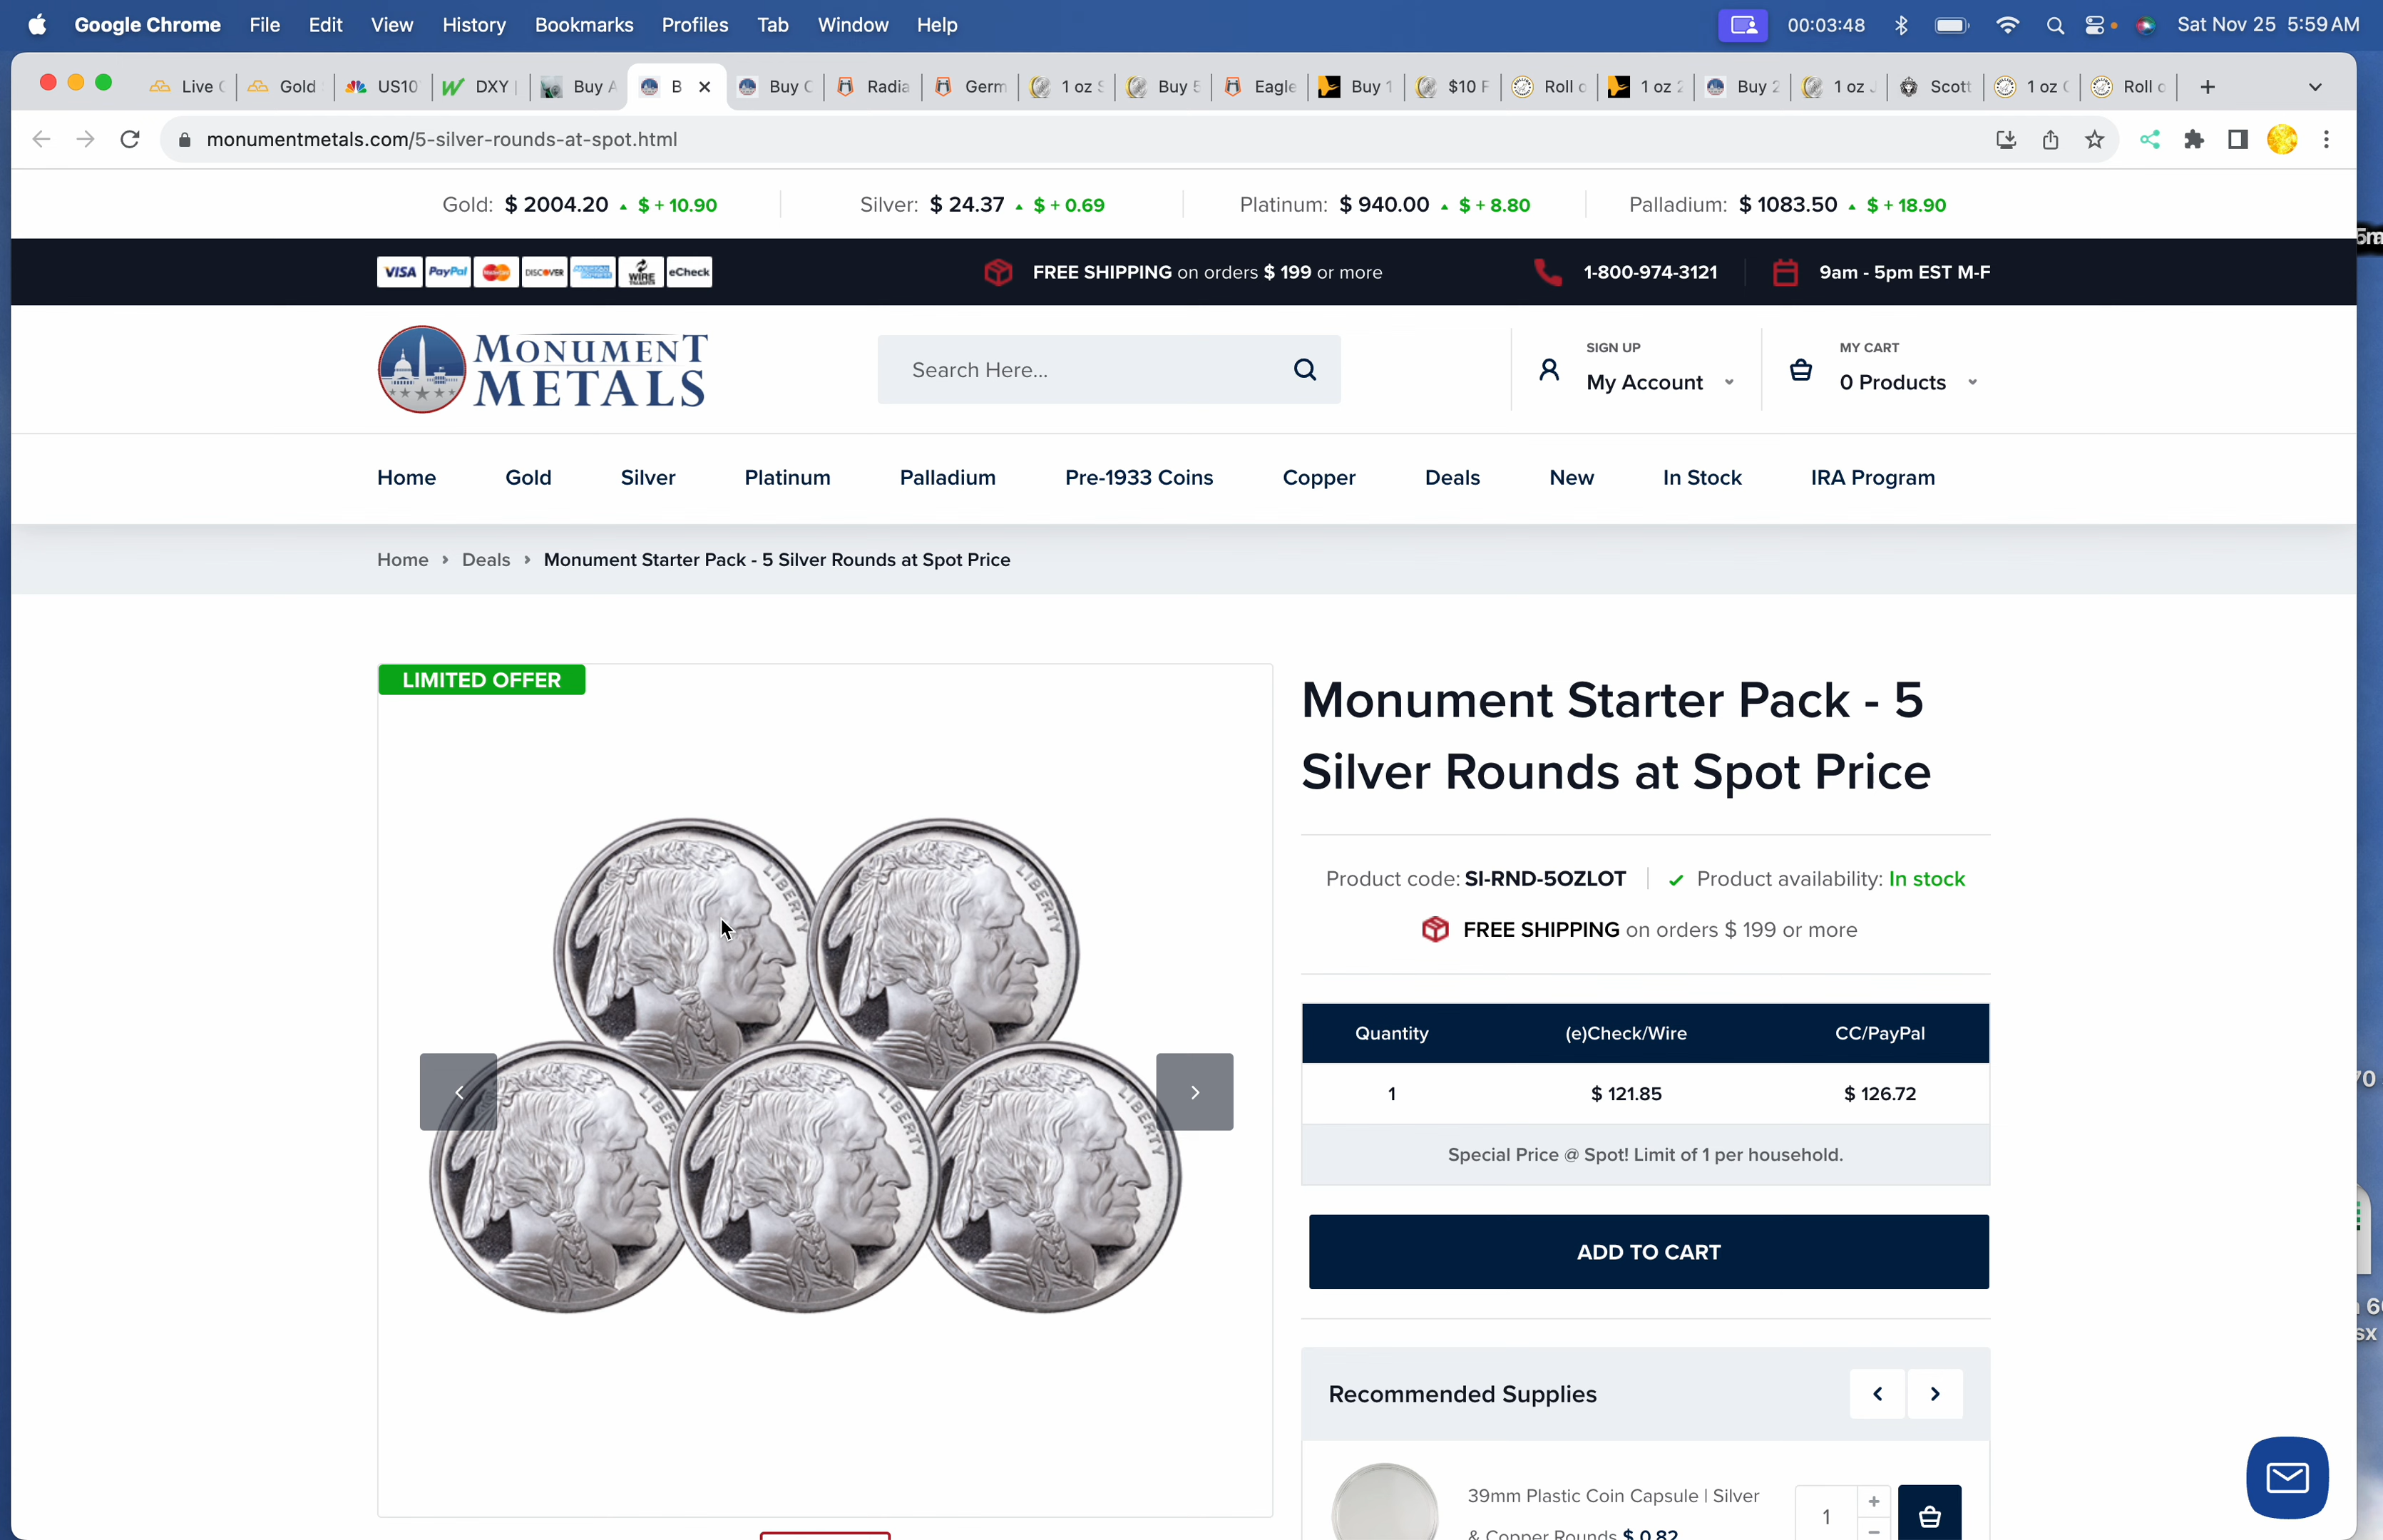 Google Chrome File Edit View History Bookmarks Profiles Tab Window Help 00:03:48 Sat Nov 25 5:59 AM
Live Gold US10 DXY Buy A B Buy Radia Germ 1 oz Buy Eagle Buy 1 $10 F Roll o 1 oz 2 Buy 2 1 oz Scott 1 oz Roll o
monumentmetals.com/5-silver-rounds-at-spot.html
Gold: $ 2004.20 $ + 10.90 Silver: $ 24.37 $ + 0.69 Platinum: $ 940.00 $ + 8.80 Palladium: $ 1083.50 $ + 18.90
VISA PayPal MasterCard DISCOVER WIRE TRANSFER eCheck FREE SHIPPING on orders $ 199 or more 1-800-974-3121 9am - 5pm EST M-F
MONUMENT METALS
Search Here...
SIGN UP
My Account
MY CART
0 Products
Home Gold Silver Platinum Palladium Pre-1933 Coins Copper Deals New In Stock IRA Program
Home > Deals > Monument Starter Pack - 5 Silver Rounds at Spot Price
LIMITED OFFER
LIBERTY
LIBERTY
LIBERTY
LIBERTY
LIBERTY
Monument Starter Pack - 5
Silver Rounds at Spot Price
Product code: SI-RND-5OZLOT Product availability: In stock
FREE SHIPPING on orders $ 199 or more
Quantity (e)Check/Wire CC/PayPal
1 $ 121.85 $ 126.72
Special Price @ Spot! Limit of 1 per household.
ADD TO CART
Recommended Supplies
39mm Plastic Coin Capsule | Silver
& Copper Rounds $ 0.82
1